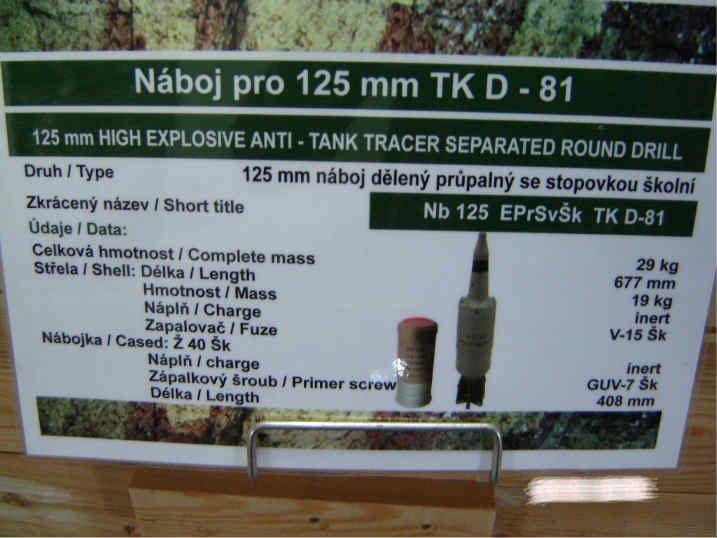 Náboj pro 125 mm TK D - 81
125 mm HIGH EXPLOSIVE ANTI - TANK TRACER SEPARATED ROUND DRILL
Druh / Type 125 mm náboj dělený průpalný se stopovkou školní
Zkrácený název / Short title Nb 125 EPrSvŠk TK D-81
Údaje / Data:
Celková hmotnost / Complete mass 29 kg
Střela / Shell: Délka / Length 677 mm
Hmotnost / Mass 19 kg
Náplň / Charge inert
Zapalovač / Fuze V-15 Šk
Nábojka / Cased: Ž 40 Šk
Náplň / charge inert
Zápalkový šroub / Primer screw GUV-7 Šk
Délka / Length 408 mm